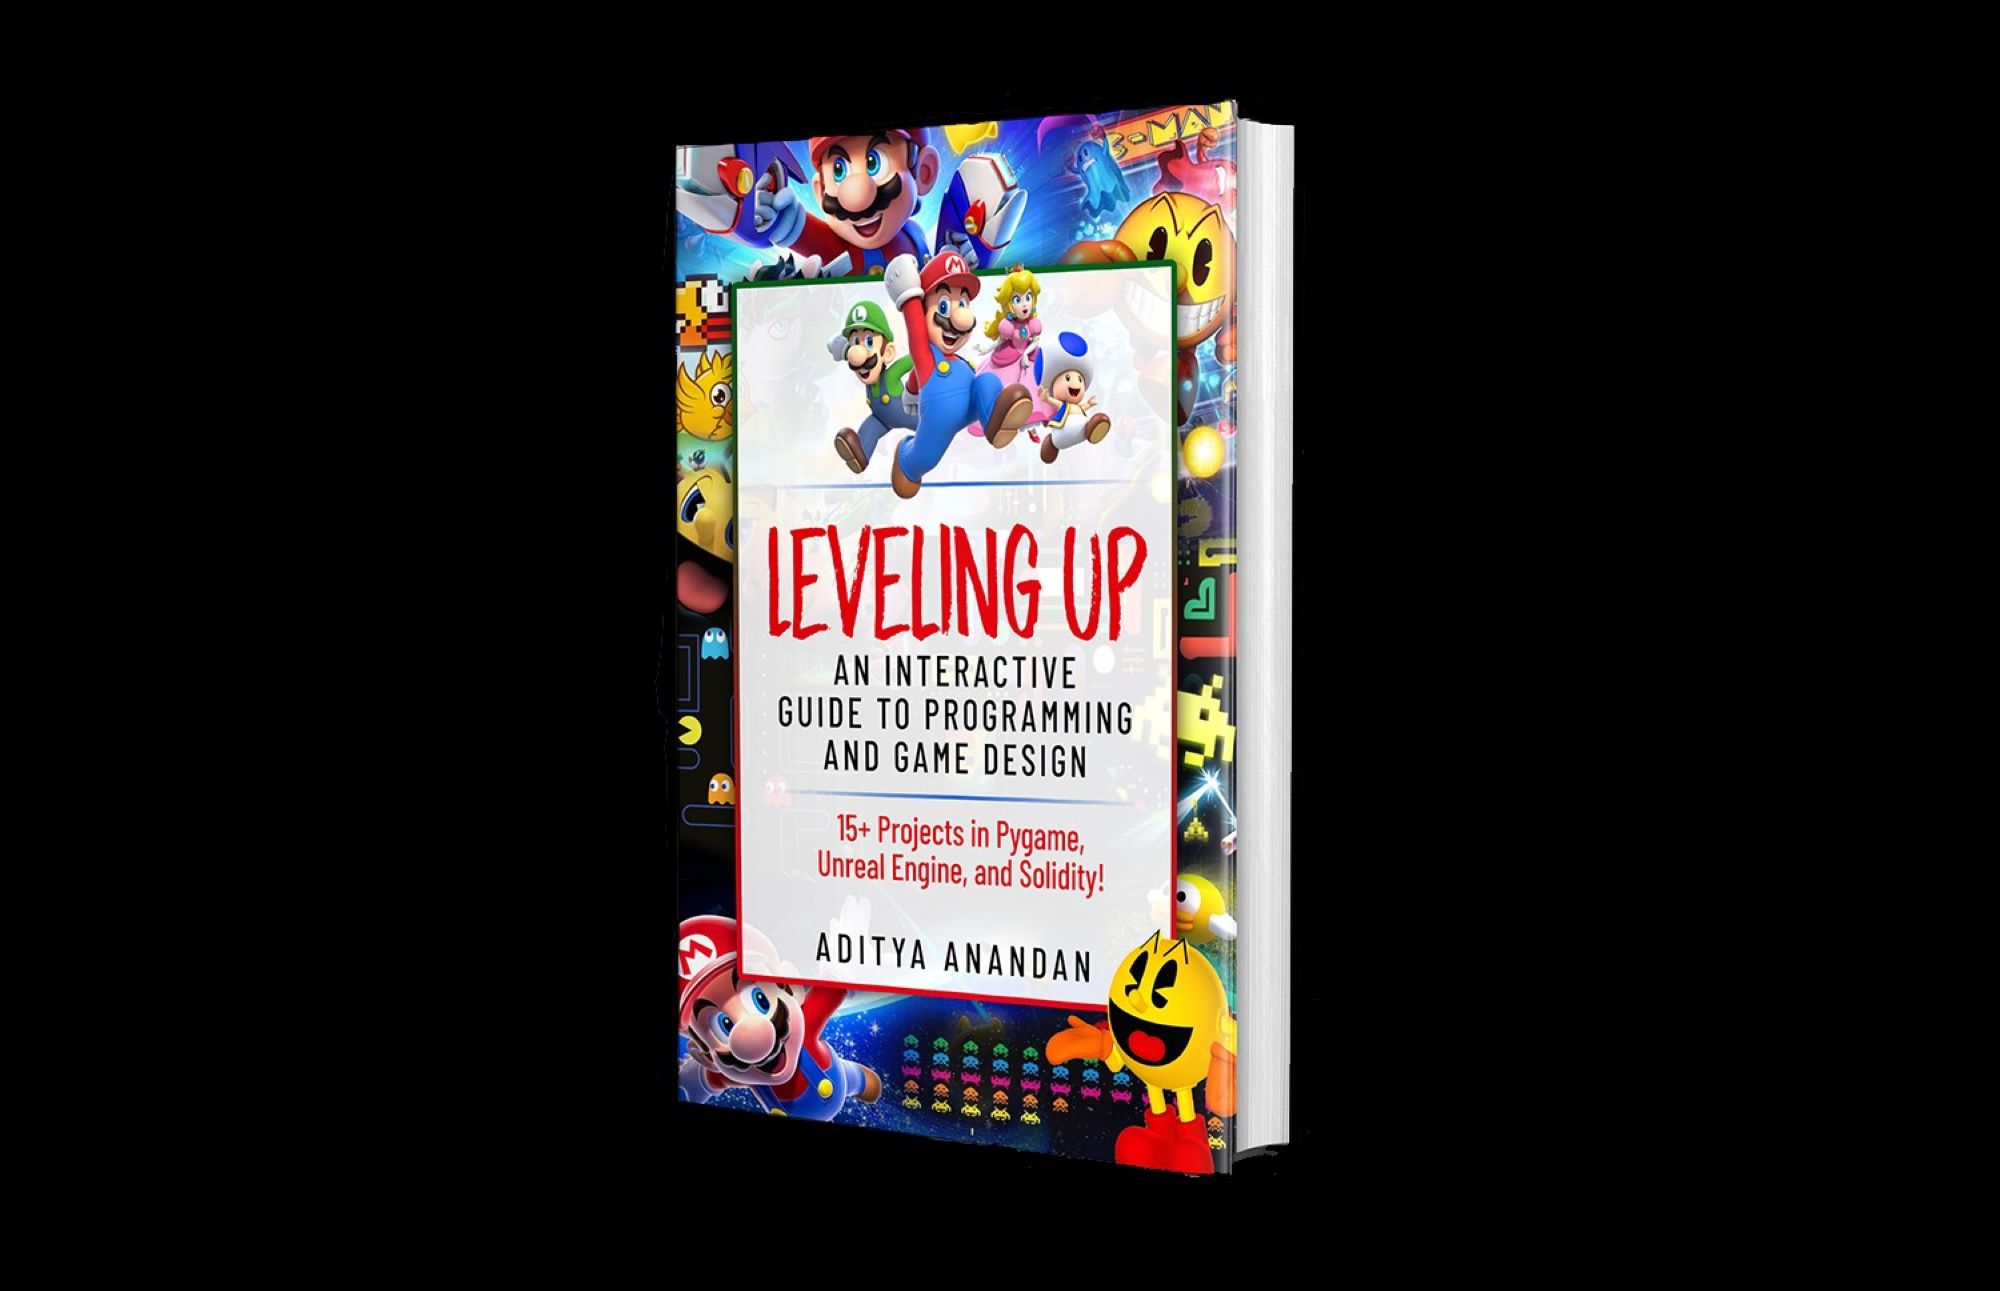 C-MAN
LEVELING UP
AN INTERACTIVE
GUIDE TO PROGRAMMING
AND GAME DESIGN
15+ Projects in Pygame,
Unreal Engine, and Solidity!
ADITYA ANANDAN